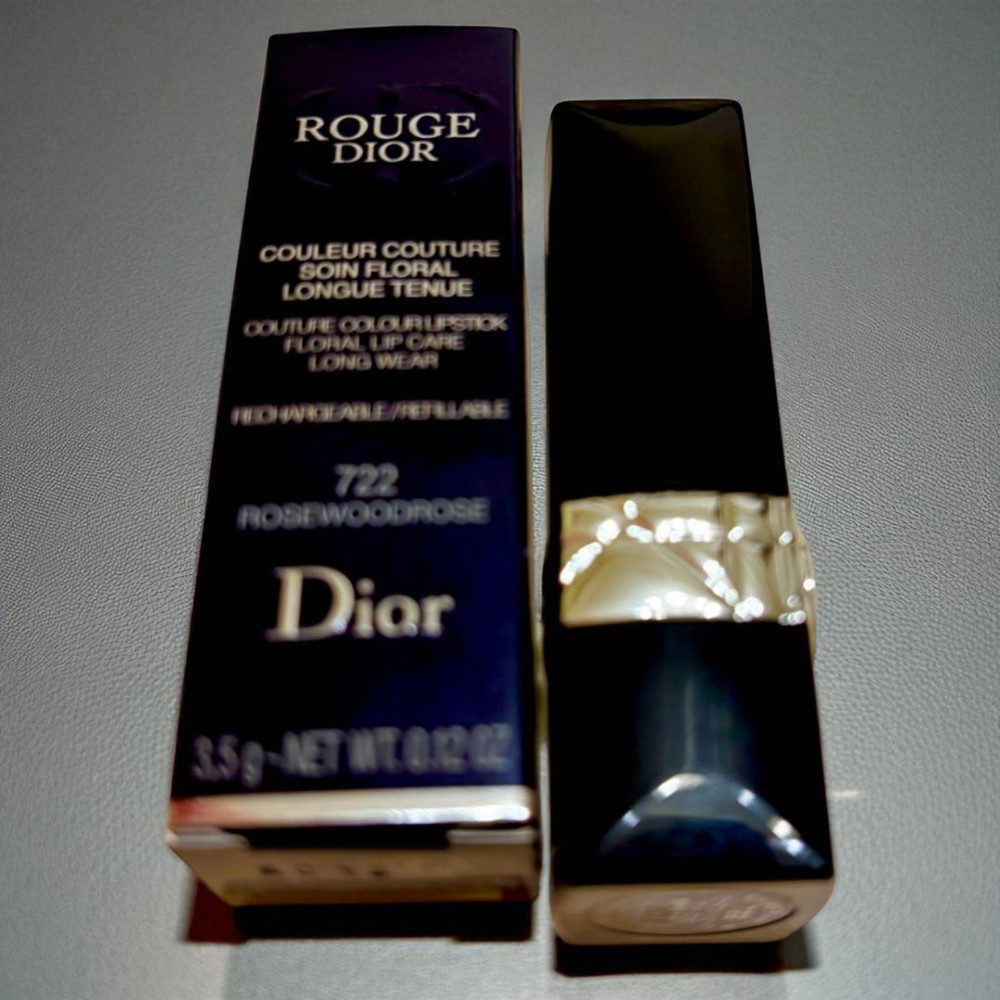 ROUGE
DIOR
COULEUR COUTURE
SOIN FLORAL
LONGUE TENUE
COUTURE COLOUR LIPSTICK
FLORAL LIP CARE
LONG WEAR
RECHARGEABLE/REFILLABLE
722
ROSEWOODROSE
Dior
3,5 g - NET WT. 0.12 OZ